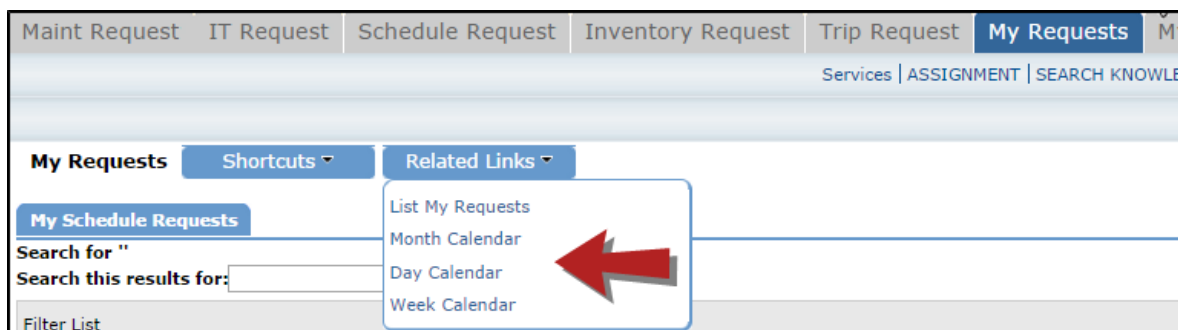 Maint Request IT Request Schedule Request Inventory Request Trip Request My Requests
Services | ASSIGNMENT | SEARCH
My Requests Shortcuts Related Links
List My Requests
My Schedule Requests
Month Calendar
Search for ''
Search this results for:
Day Calendar
Week Calendar
Filter List